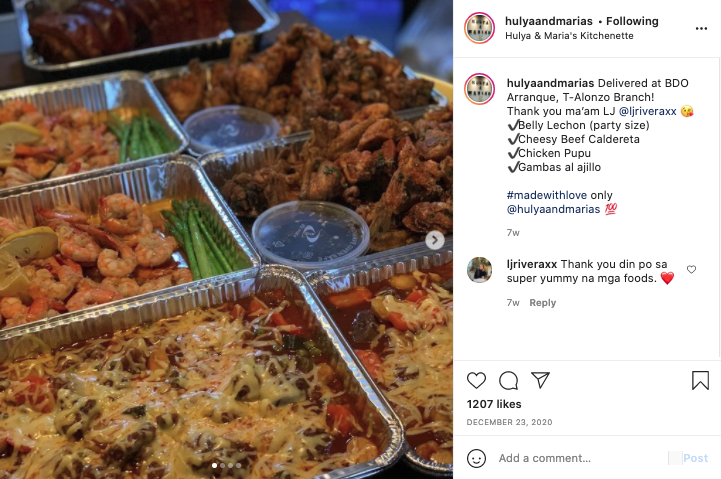 hulyaandmarias • Following
Hulya & Maria's Kitchenette
hulyaandmarias Delivered at BDO
Arranque, T-Alonzo Branch!
Thank you ma'am LJ @ljriveraxx 😘
✔Belly Lechon (party size)
✔Cheesy Beef Caldereta
✔Chicken Pupu
✔Gambas al ajillo
#madewithlove only
@hulyaandmarias 💯
7w
ljriveraxx Thank you din po sa
super yummy na mga foods. ❤️
7w Reply
1207 likes
DECEMBER 23, 2020
Add a comment...
Post